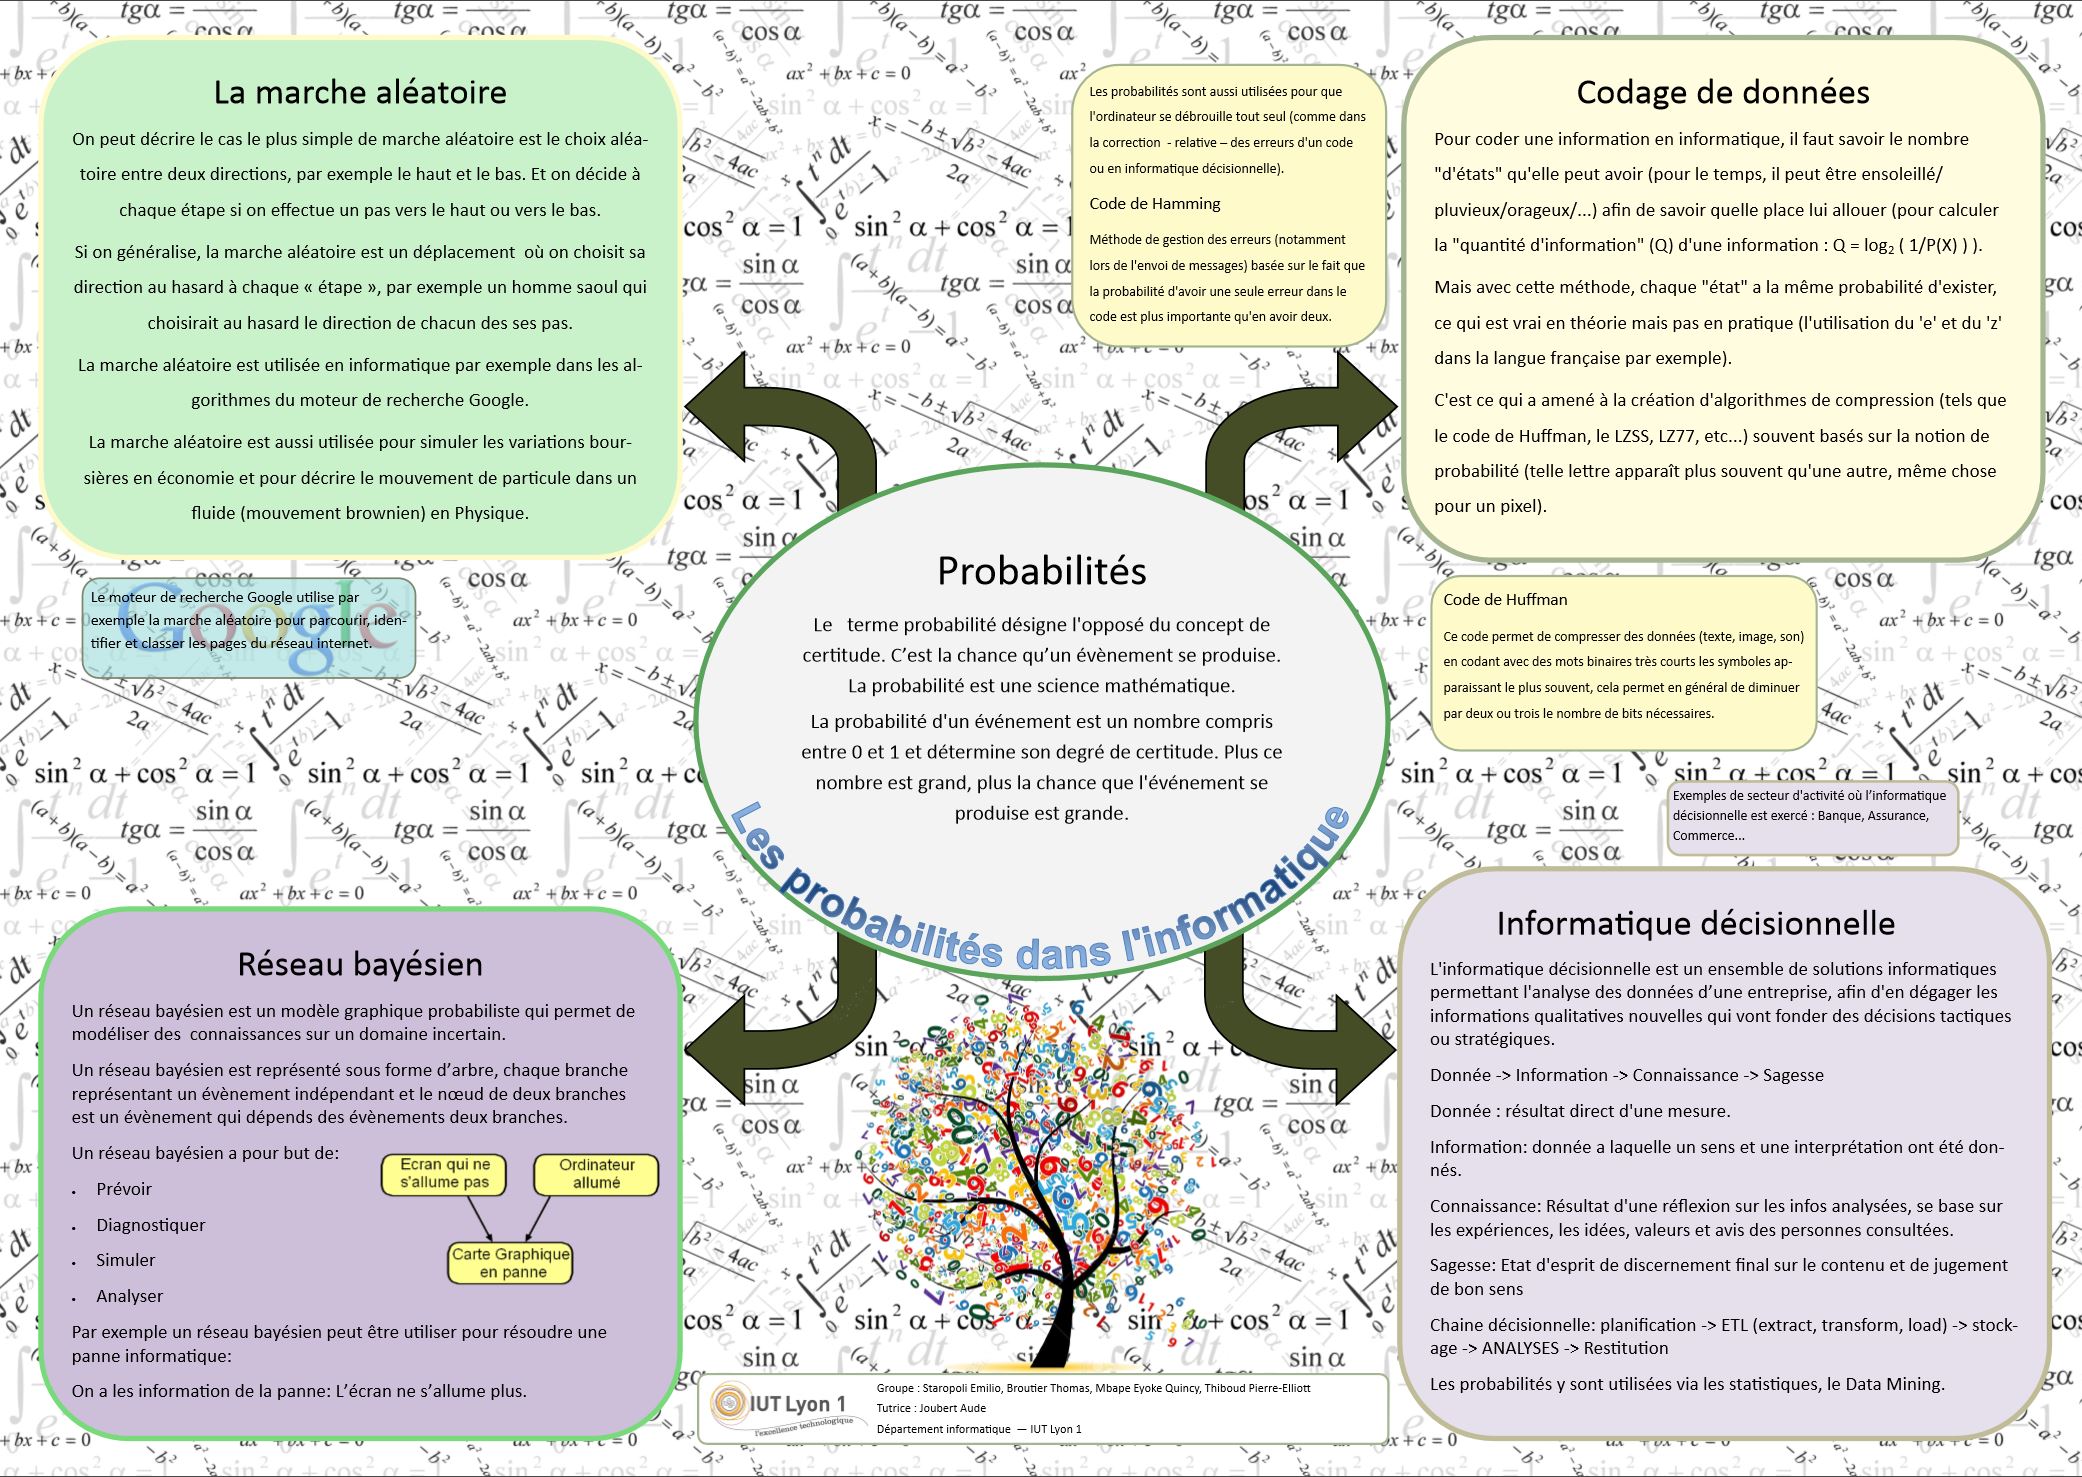 La marche aléatoire
On peut décrire le cas le plus simple de marche aléatoire est le choix aléa-
toire entre deux directions, par exemple le haut et le bas. Et on décide à
chaque étape si on effectue un pas vers le haut ou vers le bas.
Si on généralise, la marche aléatoire est un déplacement  où on choisit sa
direction au hasard à chaque « étape », par exemple un homme saoul qui
choisirait au hasard le direction de chacun des ses pas.
La marche aléatoire est utilisée en informatique par exemple dans les al-
gorithmes du moteur de recherche Google.
La marche aléatoire est aussi utilisée pour simuler les variations bour-
sières en économie et pour décrire le mouvement de particule dans un
fluide (mouvement brownien) en Physique.
Google
Le moteur de recherche Google utilise par
exemple la marche aléatoire pour parcourir, iden-
tifier et classer les pages du réseau internet.
Les probabilités sont aussi utilisées pour que
l'ordinateur se débrouille tout seul (comme dans
la correction  - relative – des erreurs d'un code
ou en informatique décisionnelle).
Code de Hamming
Méthode de gestion des erreurs (notamment
lors de l'envoi de messages) basée sur le fait que
la probabilité d'avoir une seule erreur dans le
code est plus importante qu'en avoir deux.
Codage de données
Pour coder une information en informatique, il faut savoir le nombre
"d'états" qu'elle peut avoir (pour le temps, il peut être ensoleillé/
pluvieux/orageux/...) afin de savoir quelle place lui allouer (pour calculer
la "quantité d'information" (Q) d'une information : Q = log₂ ( 1/P(X) ) ).
Mais avec cette méthode, chaque "état" a la même probabilité d'exister,
ce qui est vrai en théorie mais pas en pratique (l'utilisation du 'e' et du 'z'
dans la langue française par exemple).
C'est ce qui a amené à la création d'algorithmes de compression (tels que
le code de Huffman, le LZSS, LZ77, etc...) souvent basés sur la notion de
probabilité (telle lettre apparaît plus souvent qu'une autre, même chose
pour un pixel).
Code de Huffman
Ce code permet de compresser des données (texte, image, son)
en codant avec des mots binaires très courts les symboles ap-
paraissant le plus souvent, cela permet en général de diminuer
par deux ou trois le nombre de bits nécessaires.
Probabilités
Le   terme probabilité désigne l'opposé du concept de
certitude. C’est la chance qu’un évènement se produise.
La probabilité est une science mathématique.
La probabilité d'un événement est un nombre compris
entre 0 et 1 et détermine son degré de certitude. Plus ce
nombre est grand, plus la chance que l'événement se
produise est grande.
Les probabilités dans l'informatique
Exemples de secteur d'activité où l’informatique
décisionnelle est exercé : Banque, Assurance,
Commerce...
Réseau bayésien
Un réseau bayésien est un modèle graphique probabiliste qui permet de
modéliser des  connaissances sur un domaine incertain.
Un réseau bayésien est représenté sous forme d’arbre, chaque branche
représentant un évènement indépendant et le nœud de deux branches
est un évènement qui dépends des évènements deux branches.
Un réseau bayésien a pour but de:
• Prévoir
• Diagnostiquer
• Simuler
• Analyser
Ecran qui ne
s'allume pas
Ordinateur
allumé
Carte Graphique
en panne
Par exemple un réseau bayésien peut être utiliser pour résoudre une
panne informatique:
On a les information de la panne: L’écran ne s’allume plus.
Informatique décisionnelle
L'informatique décisionnelle est un ensemble de solutions informatiques
permettant l'analyse des données d’une entreprise, afin d'en dégager les
informations qualitatives nouvelles qui vont fonder des décisions tactiques
ou stratégiques.
Donnée -> Information -> Connaissance -> Sagesse
Donnée : résultat direct d'une mesure.
Information: donnée a laquelle un sens et une interprétation ont été don-
nés.
Connaissance: Résultat d'une réflexion sur les infos analysées, se base sur
les expériences, les idées, valeurs et avis des personnes consultées.
Sagesse: Etat d'esprit de discernement final sur le contenu et de jugement
de bon sens
Chaine décisionnelle: planification -> ETL (extract, transform, load) -> stock-
age -> ANALYSES -> Restitution
Les probabilités y sont utilisées via les statistiques, le Data Mining.
IUT Lyon 1
l'excellence technologique
Groupe : Staropoli Emilio, Broutier Thomas, Mbape Eyoke Quincy, Thiboud Pierre-Elliott
Tutrice : Joubert Aude
Département informatique  — IUT Lyon 1